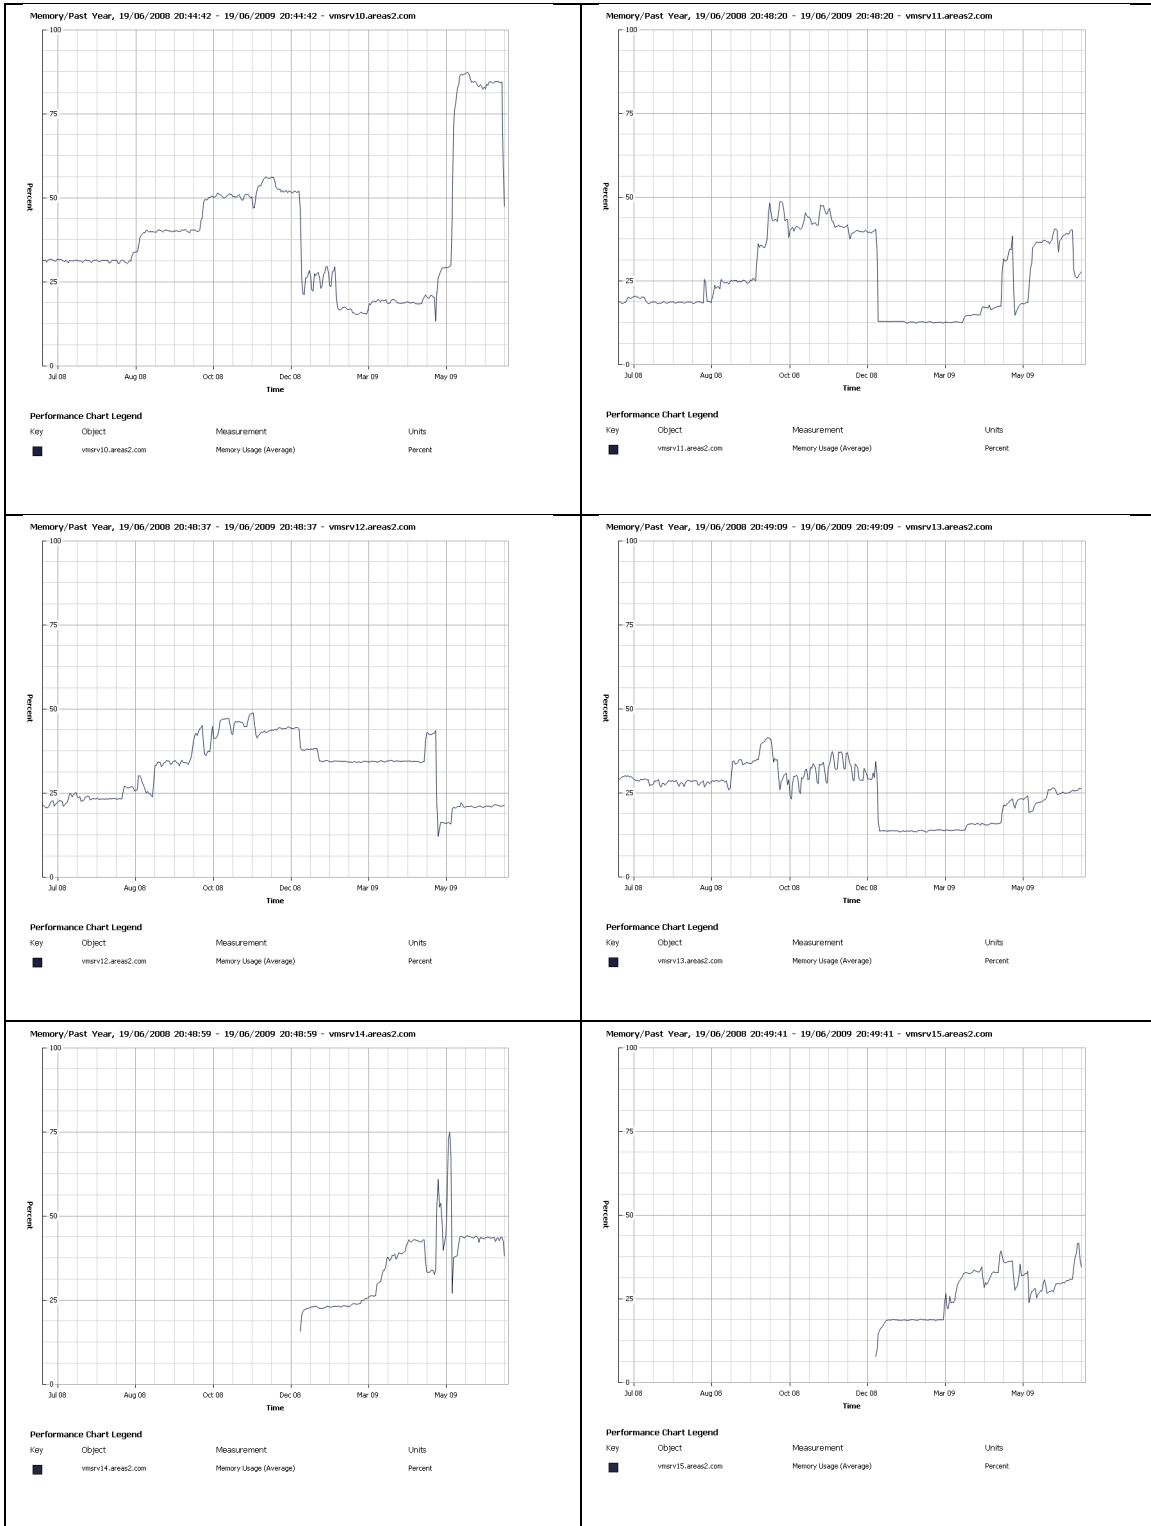 Memory/Past Year, 19/06/2008 20:44:42 - 19/06/2009 20:44:42 - vmsrv10.areas2.com
100
75
50
25
0
Percent
Jul 08 Aug 08 Oct 08 Dec 08 Mar 09 May 09
Time
Performance Chart Legend
Key Object Measurement Units
vmsrv10.areas2.com Memory Usage (Average) Percent
Memory/Past Year, 19/06/2008 20:48:20 - 19/06/2009 20:48:20 - vmsrv11.areas2.com
100
75
50
25
0
Percent
Jul 08 Aug 08 Oct 08 Dec 08 Mar 09 May 09
Time
Performance Chart Legend
Key Object Measurement Units
vmsrv11.areas2.com Memory Usage (Average) Percent
Memory/Past Year, 19/06/2008 20:48:37 - 19/06/2009 20:48:37 - vmsrv12.areas2.com
100
75
50
25
0
Percent
Jul 08 Aug 08 Oct 08 Dec 08 Mar 09 May 09
Time
Performance Chart Legend
Key Object Measurement Units
vmsrv12.areas2.com Memory Usage (Average) Percent
Memory/Past Year, 19/06/2008 20:49:09 - 19/06/2009 20:49:09 - vmsrv13.areas2.com
100
75
50
25
0
Percent
Jul 08 Aug 08 Oct 08 Dec 08 Mar 09 May 09
Time
Performance Chart Legend
Key Object Measurement Units
vmsrv13.areas2.com Memory Usage (Average) Percent
Memory/Past Year, 19/06/2008 20:48:59 - 19/06/2009 20:48:59 - vmsrv14.areas2.com
100
75
50
25
0
Percent
Jul 08 Aug 08 Oct 08 Dec 08 Mar 09 May 09
Time
Performance Chart Legend
Key Object Measurement Units
vmsrv14.areas2.com Memory Usage (Average) Percent
Memory/Past Year, 19/06/2008 20:49:41 - 19/06/2009 20:49:41 - vmsrv15.areas2.com
100
75
50
25
0
Percent
Jul 08 Aug 08 Oct 08 Dec 08 Mar 09 May 09
Time
Performance Chart Legend
Key Object Measurement Units
vmsrv15.areas2.com Memory Usage (Average) Percent